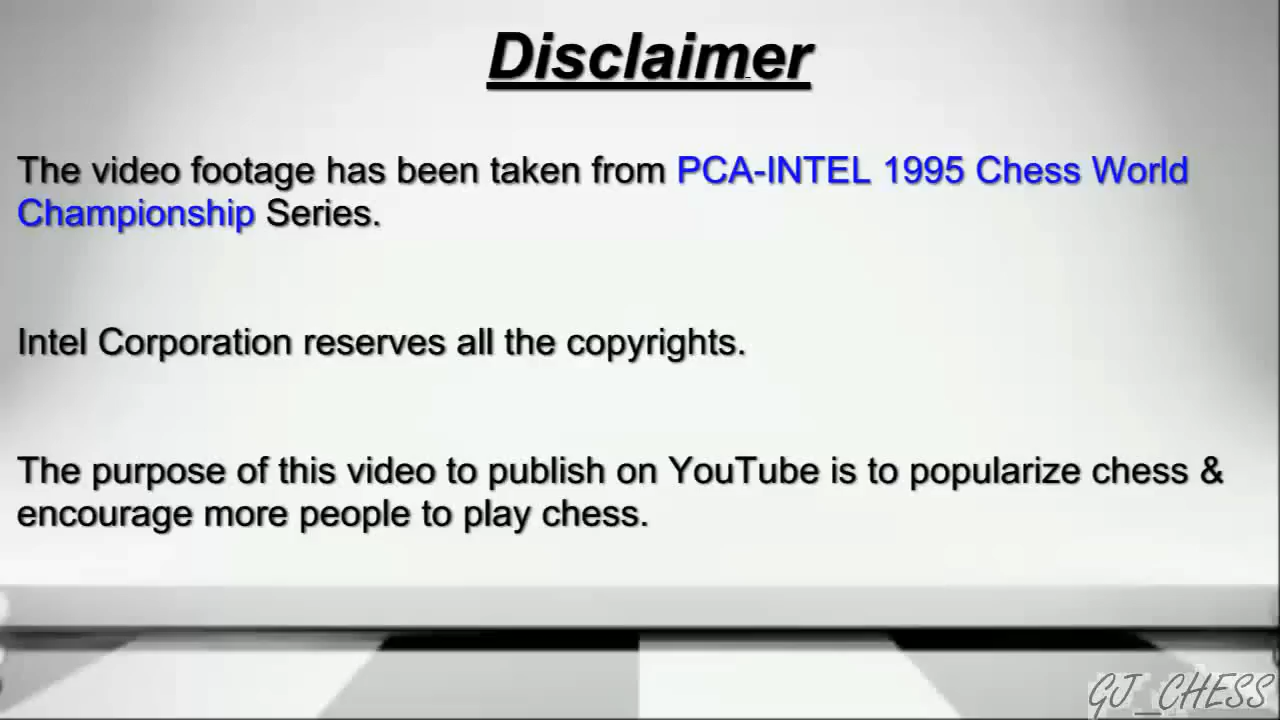 Disclaimer
The video footage has been taken from PCA-INTEL 1995 Chess World
Championship Series.
Intel Corporation reserves all the copyrights.
The purpose of this video to publish on YouTube is to popularize chess &
encourage more people to play chess.
GJ_CHESS